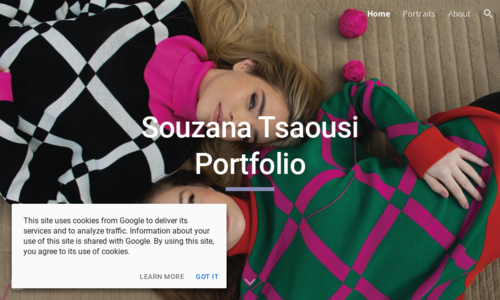 Home Portraits About
Souzana Tsaousi
Portfolio
This site uses cookies from Google to deliver its
services and to analyze traffic. Information about your
use of this site is shared with Google. By using this site,
you agree to its use of cookies.
LEARN MORE GOT IT